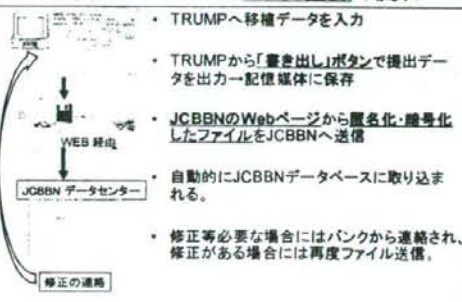 ・ TRUMPへ移植データを入力
・ TRUMPから「書き出し」ボタンで提出デー
タを出力→記憶媒体に保存
・ JCBBNのWebページから匿名化・暗号化
したファイルをJCBBNへ送信
WEB 経由
JCBBN データセンター
・ 自動的にJCBBNデータベースに取り込ま
れる。
・ 修正等必要な場合にはバンクから連絡され、
修正がある場合には再度ファイル送信。
修正の連絡